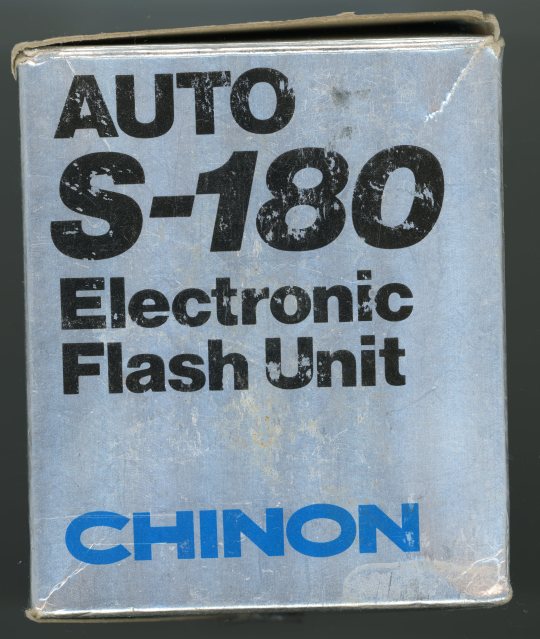 AUTO
S-180
Electronic
Flash Unit
CHINON